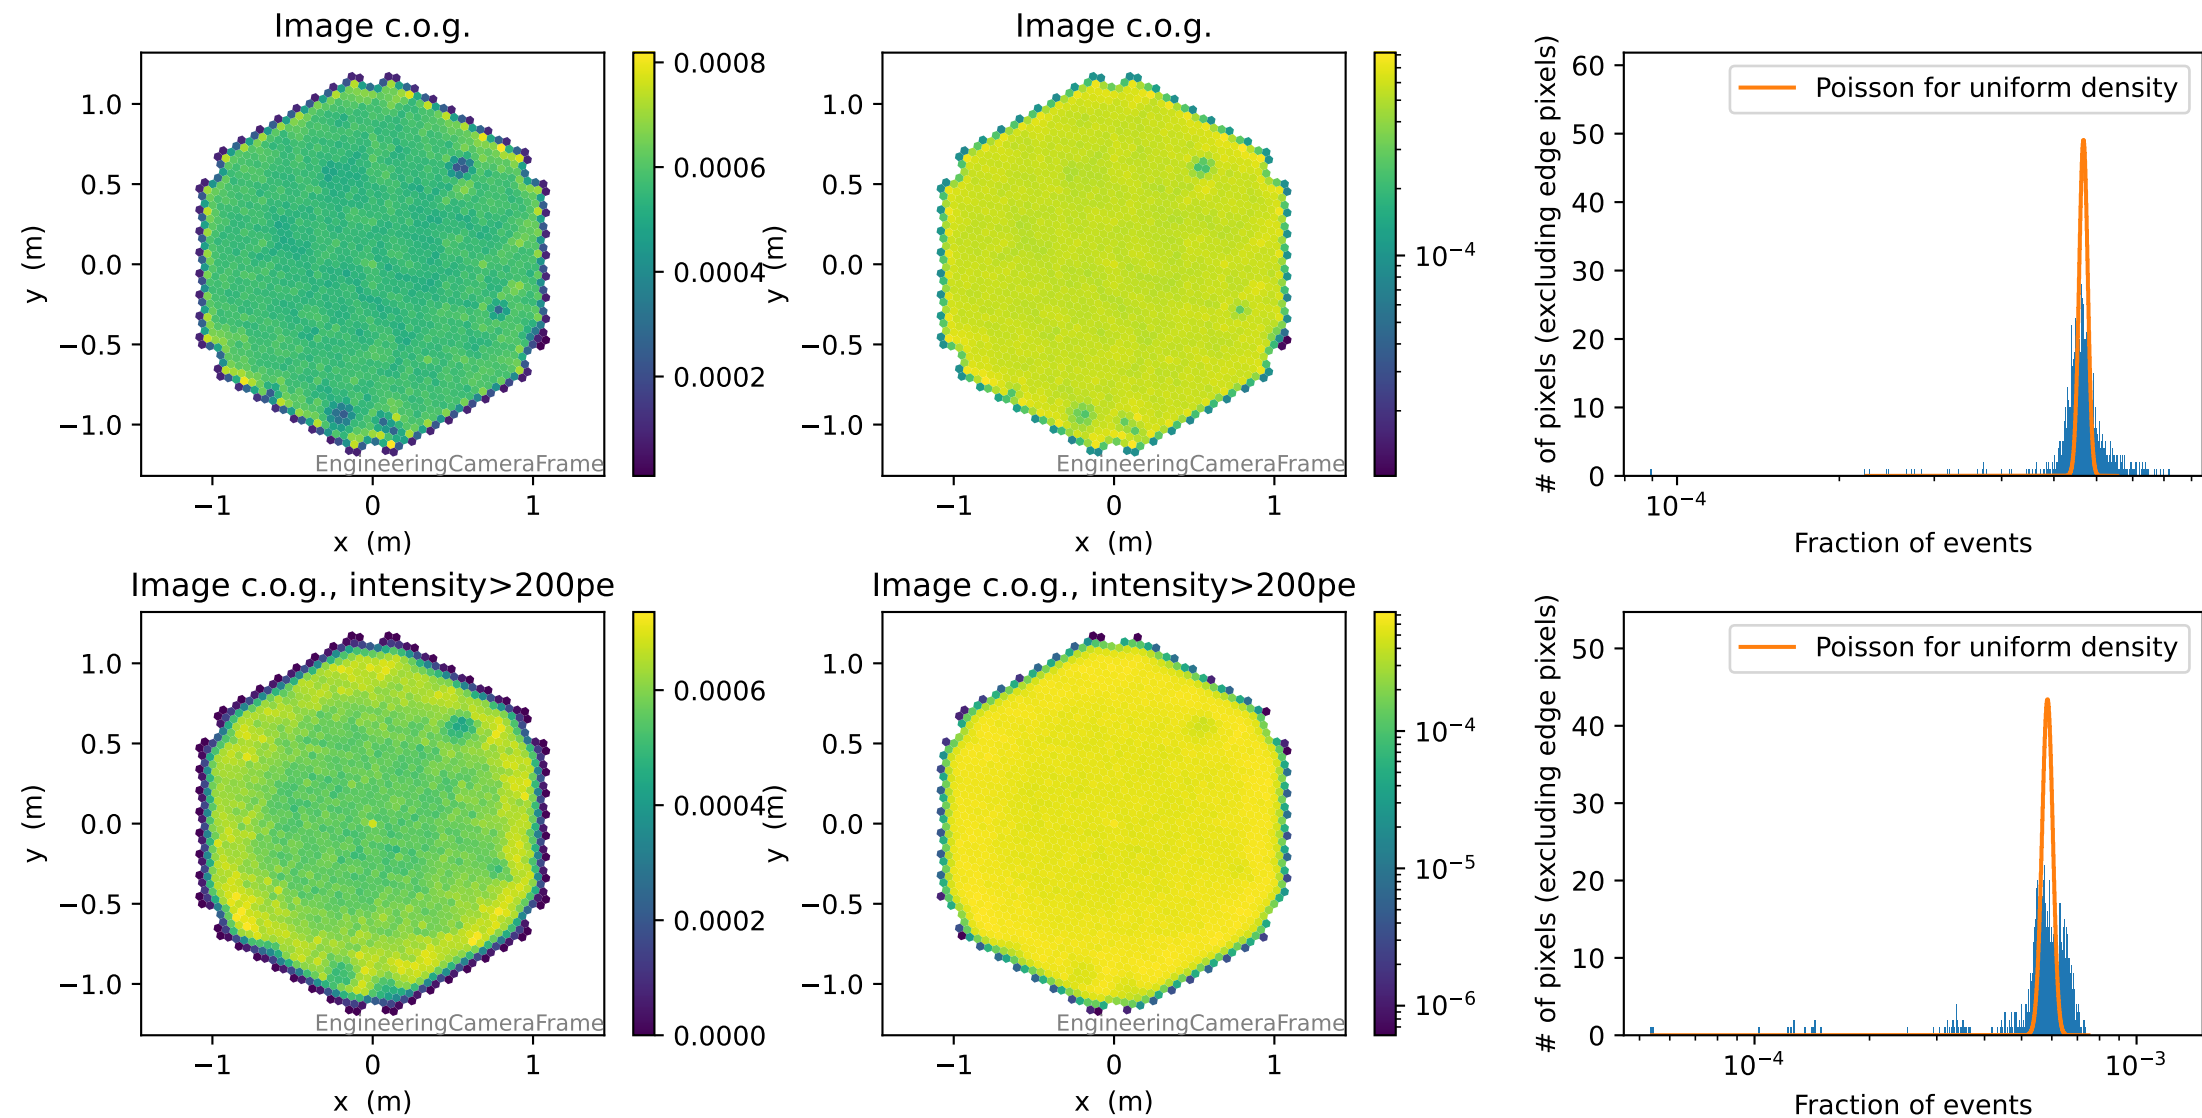 Image c.o.g.
1.0
0.5
0.0
−0.5
−1.0
y (m)
−1
0
1
x (m)
EngineeringCameraFrame
0.0008
0.0006
0.0004
0.0002
Image c.o.g.
1.0
0.5
0.0
−0.5
−1.0
y (m)
−1
0
1
x (m)
EngineeringCameraFrame
10⁻⁴
60
50
40
30
20
10
0
# of pixels (excluding edge pixels)
Poisson for uniform density
10⁻⁴
Fraction of events
Image c.o.g., intensity>200pe
1.0
0.5
0.0
−0.5
−1.0
y (m)
−1
0
1
x (m)
EngineeringCameraFrame
0.0006
0.0004
0.0002
0.0000
Image c.o.g., intensity>200pe
1.0
0.5
0.0
−0.5
−1.0
y (m)
−1
0
1
x (m)
EngineeringCameraFrame
10⁻⁴
10⁻⁵
10⁻⁶
50
40
30
20
10
0
# of pixels (excluding edge pixels)
Poisson for uniform density
10⁻⁴
10⁻³
Fraction of events